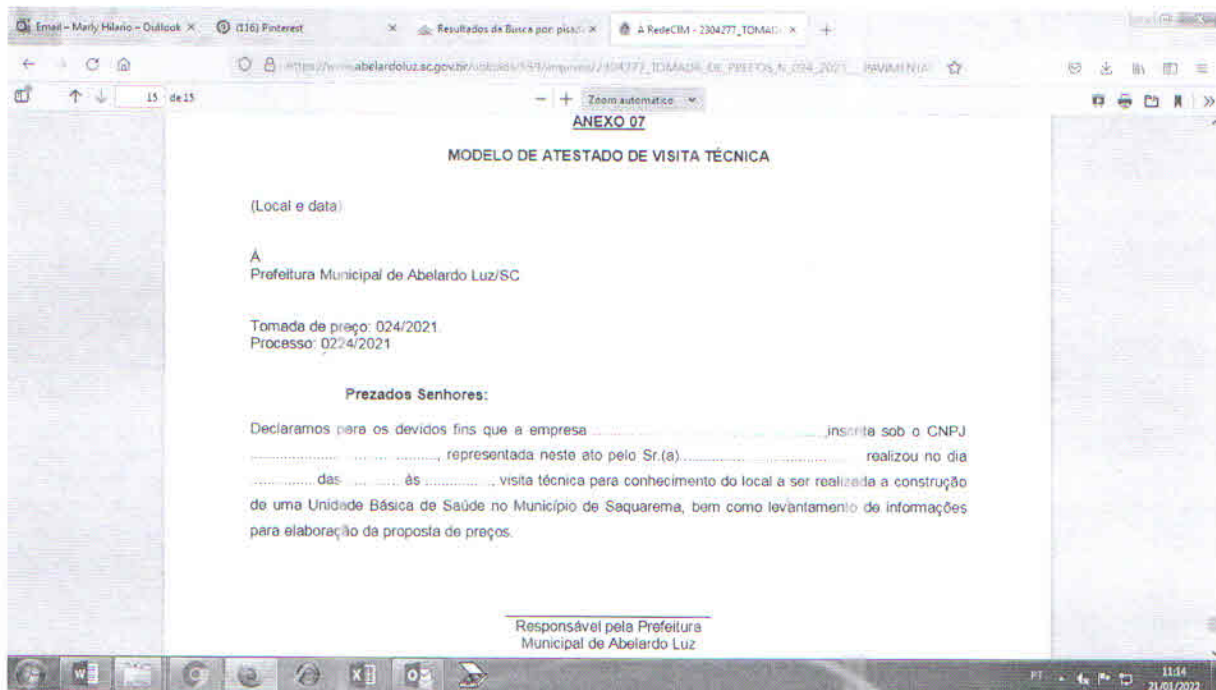 Email – Marly Hilario – Outlook
(116) Pinterest
Resultados da Busca por: pisad
A RedeCIM - 2304277_TOMAD
15 de 15
Zoom automático
ANEXO 07
MODELO DE ATESTADO DE VISITA TÉCNICA
(Local e data)
À
Prefeitura Municipal de Abelardo Luz/SC
Tomada de preço: 024/2021.
Processo: 0224/2021
Prezados Senhores:
Declaramos para os devidos fins que a empresa ..........................................,inscrita sob o CNPJ
..................................., representada neste ato pelo Sr.(a)................................... realizou no dia
..............das .......... às .............., visita técnica para conhecimento do local a ser realizada a construção
de uma Unidade Básica de Saúde no Município de Saquarema, bem como levantamento de informações
para elaboração da proposta de preços.
Responsável pela Prefeitura
Municipal de Abelardo Luz
PT
11:14
21/01/2022